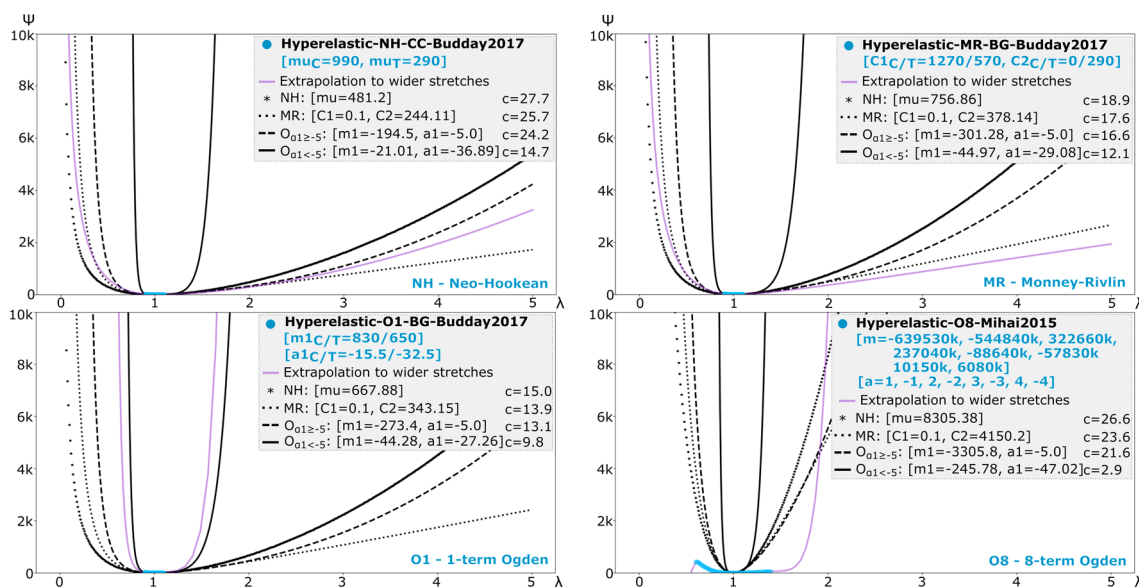 Ψ
10k
8k
6k
4k
2k
0
0
1
2
3
4
5
λ
Hyperelastic-NH-CC-Budday2017
[muC=990, muT=290]
Extrapolation to wider stretches
* NH: [mu=481.2] c=27.7
MR: [C1=0.1, C2=244.11] c=25.7
Oα1≥-5: [m1=-194.5, a1=-5.0] c=24.2
Oα1<-5: [m1=-21.01, a1=-36.89] c=14.7
NH - Neo-Hookean
Ψ
10k
8k
6k
4k
2k
0
0
1
2
3
4
5
λ
Hyperelastic-MR-BG-Budday2017
[C1C/T=1270/570, C2C/T=0/290]
Extrapolation to wider stretches
* NH: [mu=756.86] c=18.9
MR: [C1=0.1, C2=378.14] c=17.6
Oα1≥-5: [m1=-301.28, a1=-5.0] c=16.6
Oα1<-5: [m1=-44.97, a1=-29.08] c=12.1
MR - Monney-Rivlin
10k
8k
6k
4k
2k
0
0
1
2
3
4
5
λ
Hyperelastic-O1-BG-Budday2017
[m1C/T=830/650]
[a1C/T=-15.5/-32.5]
Extrapolation to wider stretches
* NH: [mu=667.88] c=15.0
MR: [C1=0.1, C2=343.15] c=13.9
Oα1≥-5: [m1=-273.4, a1=-5.0] c=13.1
Oα1<-5: [m1=-44.28, a1=-27.26] c=9.8
O1 - 1-term Ogden
10k
8k
6k
4k
2k
0
0
1
2
3
4
5
λ
Hyperelastic-O8-Mihai2015
[m=-639530k, -544840k, 322660k,
237040k, -88640k, -57830k
10150k, 6080k]
[a=1, -1, 2, -2, 3, -3, 4, -4]
Extrapolation to wider stretches
* NH: [mu=8305.38] c=26.6
MR: [C1=0.1, C2=4150.2] c=23.6
Oα1≥-5: [m1=-3305.8, a1=-5.0] c=21.6
Oα1<-5: [m1=-245.78, a1=-47.02] c=2.9
O8 - 8-term Ogden